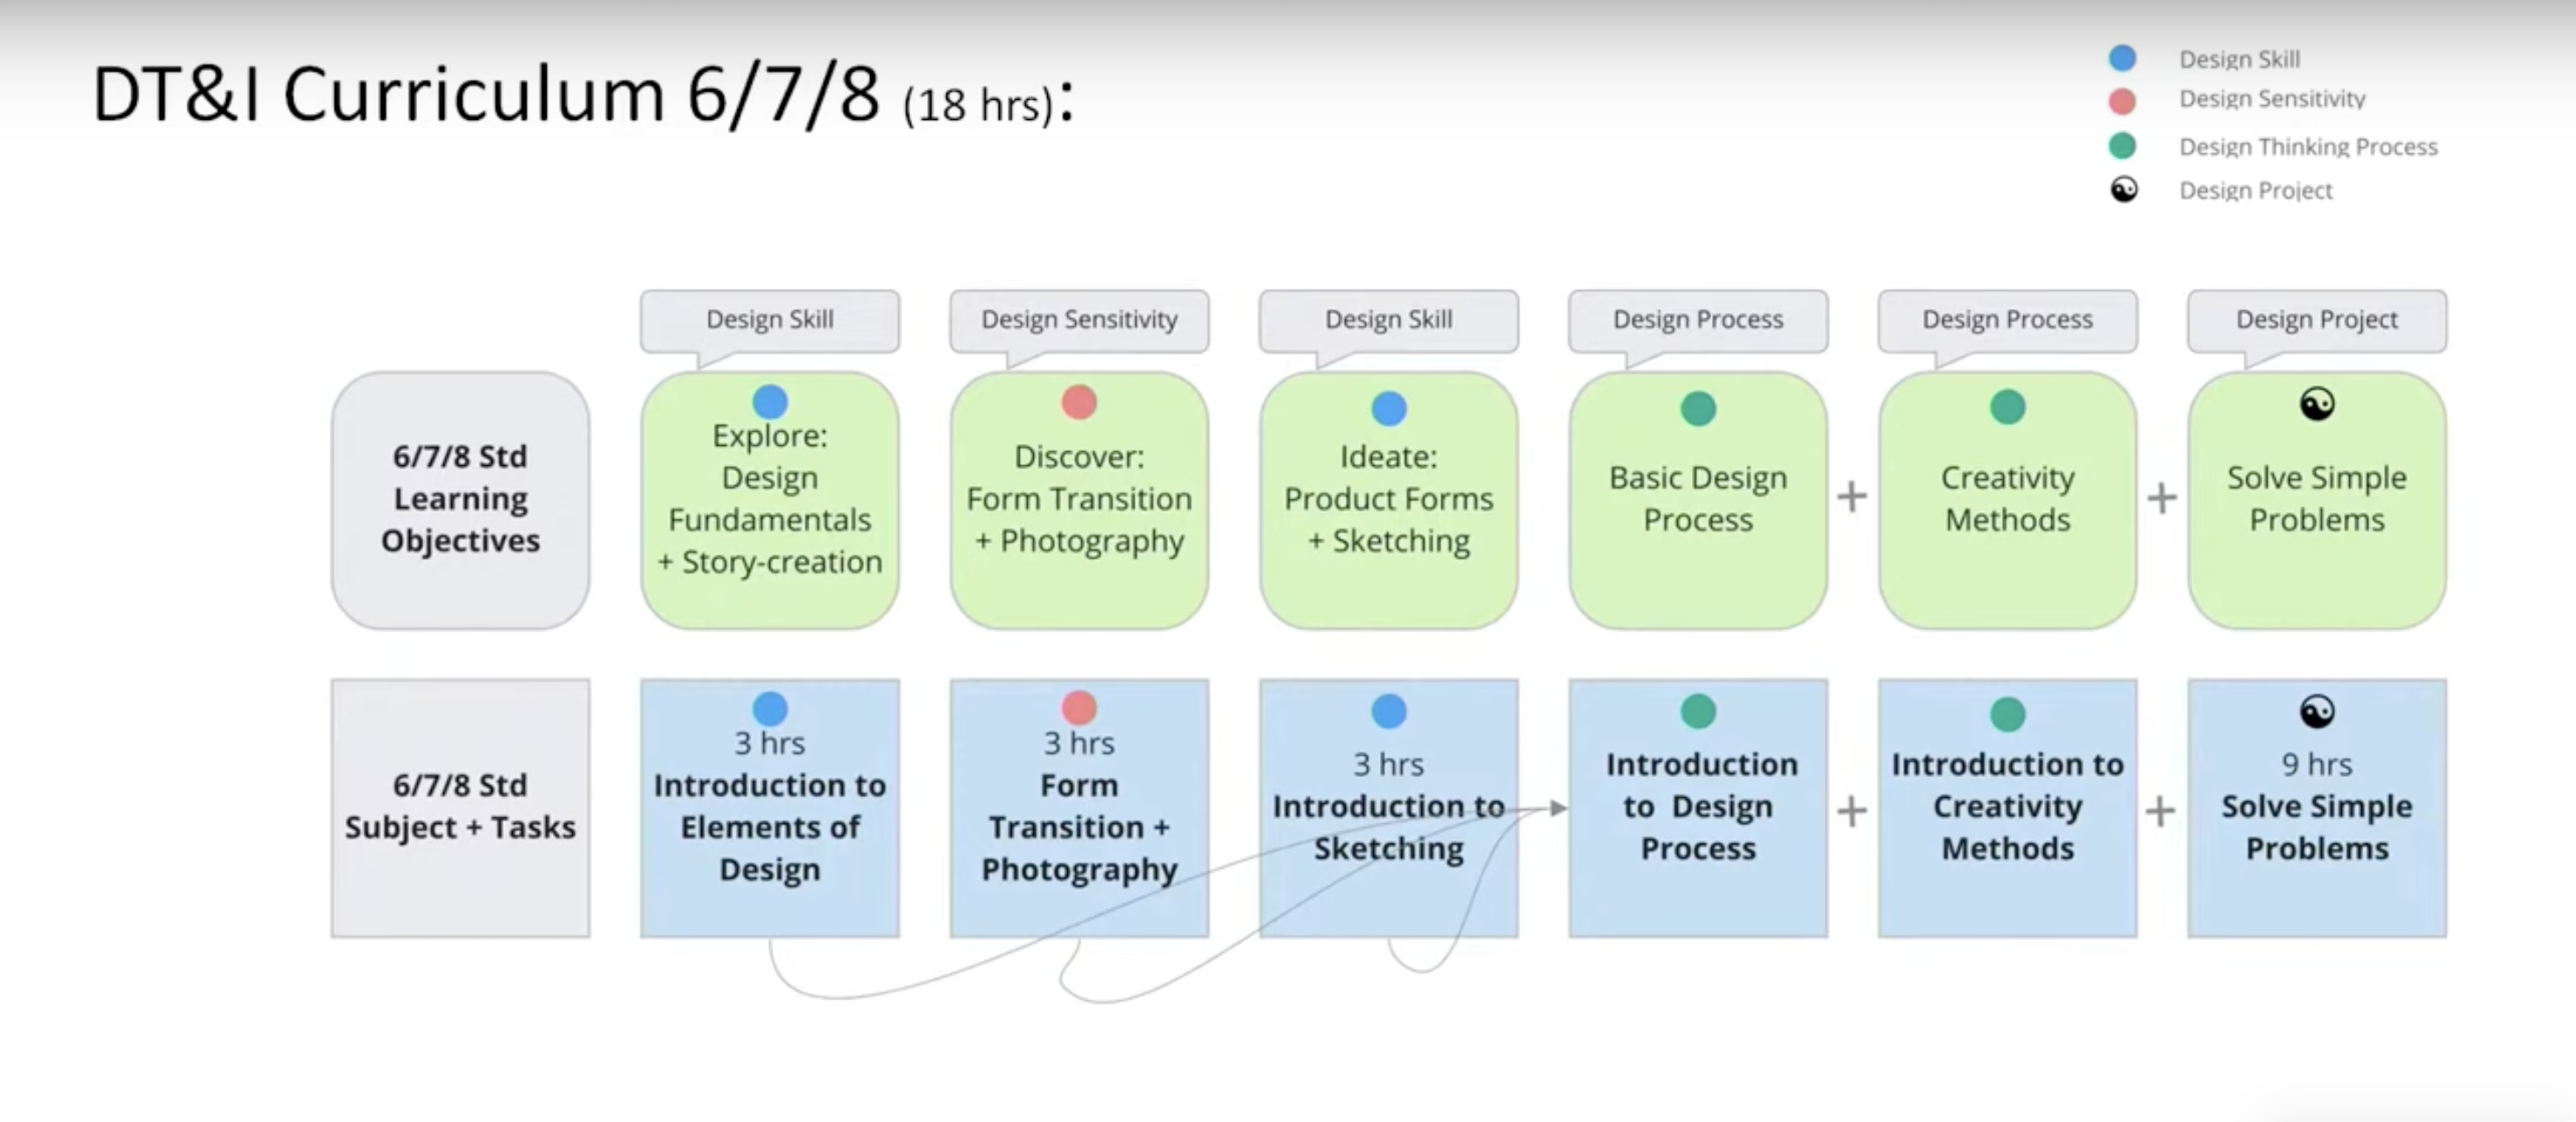 DT&I Curriculum 6/7/8 (18 hrs):
Design Skill
Design Sensitivity
Design Thinking Process
Design Project
Design Skill
Design Sensitivity
Design Skill
Design Process
Design Process
Design Project
6/7/8 Std
Learning
Objectives
Explore:
Design
Fundamentals
+ Story-creation
Discover:
Form Transition
+ Photography
Ideate:
Product Forms
+ Sketching
Basic Design
Process
+
Creativity
Methods
+
Solve Simple
Problems
6/7/8 Std
Subject + Tasks
3 hrs
Introduction to
Elements of
Design
3 hrs
Form
Transition +
Photography
3 hrs
Introduction to
Sketching
Introduction
to Design
Process
+
Introduction to
Creativity
Methods
+
9 hrs
Solve Simple
Problems